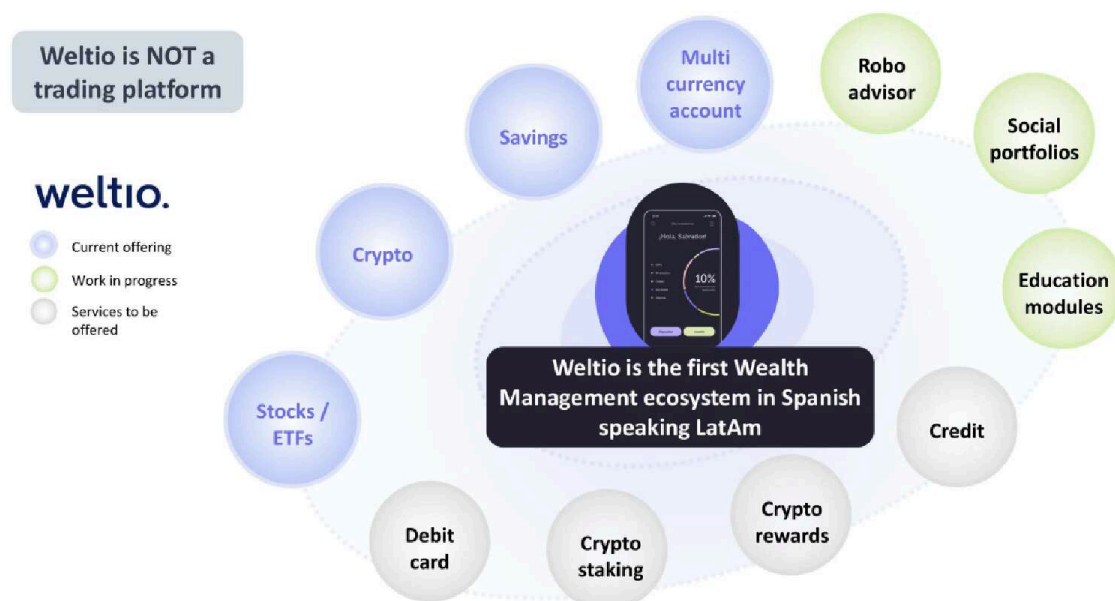 Weltio is NOT a
trading platform
weltio.
Current offering
Work in progress
Services to be
offered
Multi
currency
account
Savings
Crypto
Stocks /
ETFs
Robo
advisor
Social
portfolios
Education
modules
Credit
Crypto
rewards
Crypto
staking
Debit
card
¡Hola, Salvador!
10%
Weltio is the first Wealth
Management ecosystem in Spanish
speaking LatAm